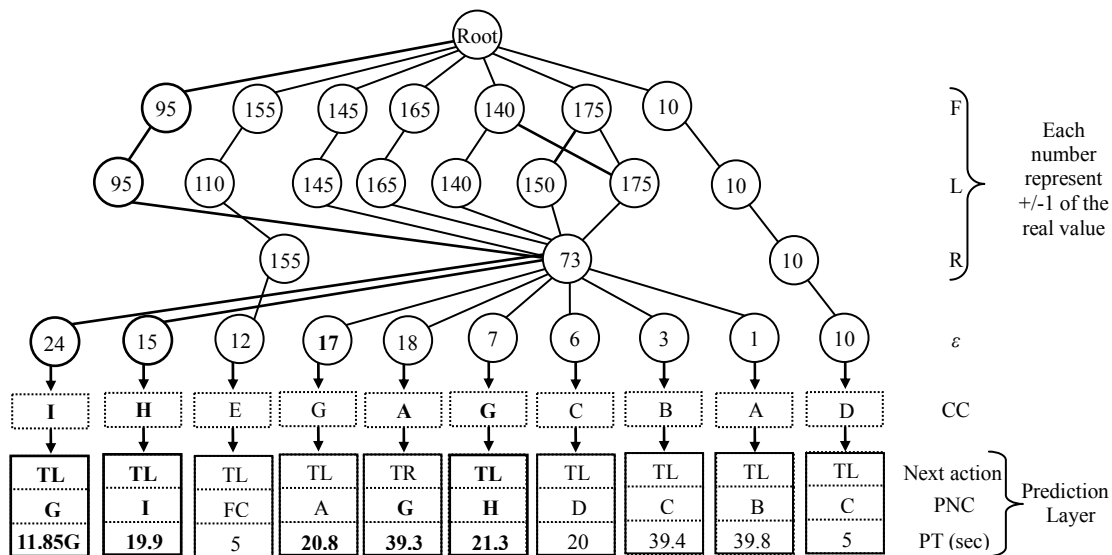 Root
95 155 145 165 140 175 10 F
95 110 145 165 140 150 175 10 L
155 73 10 R
Each
number
represent
+/-1 of the
real value
24 15 12 17 18 7 6 3 1 10 ε
I H E G A G C B A D CC
TL TL TL TL TR TL TL TL TL TL Next action
G I FC A G H D C B C PNC
11.85G 19.9 5 20.8 39.3 21.3 20 39.4 39.8 5 PT (sec)
Prediction
Layer